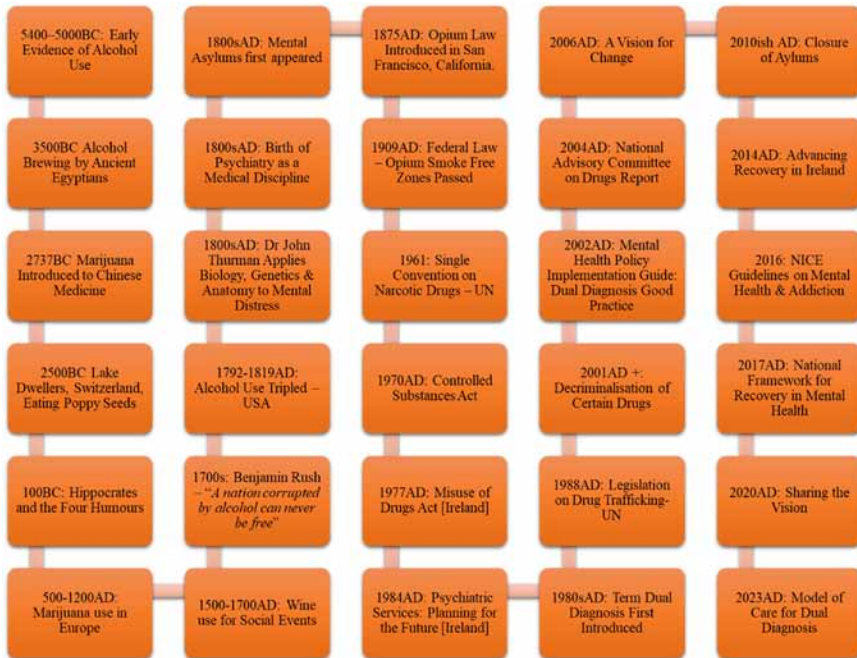 5400–5000BC: Early
Evidence of Alcohol
Use
3500BC Alcohol
Brewing by Ancient
Egyptians
2737BC Marijuana
Introduced to Chinese
Medicine
2500BC Lake
Dwellers, Switzerland,
Eating Poppy Seeds
100BC: Hippocrates
and the Four Humours
500-1200AD:
Marijuana use in
Europe
1500-1700AD: Wine
use for Social Events
1700s: Benjamin Rush
– “A nation corrupted
by alcohol can never
be free”
1792-1819AD:
Alcohol Use Tripled –
USA
1800sAD: Dr John
Thurman Applies
Biology, Genetics &
Anatomy to Mental
Distress
1800sAD: Birth of
Psychiatry as a
Medical Discipline
1800sAD: Mental
Asylums first appeared
1875AD: Opium Law
Introduced in San
Francisco, California.
1909AD: Federal Law
– Opium Smoke Free
Zones Passed
1961: Single
Convention on
Narcotic Drugs – UN
1970AD: Controlled
Substances Act
1977AD: Misuse of
Drugs Act [Ireland]
1984AD: Psychiatric
Services: Planning for
the Future [Ireland]
1980sAD: Term Dual
Diagnosis First
Introduced
1988AD: Legislation
on Drug Trafficking-
UN
2001AD +:
Decriminalisation of
Certain Drugs
2002AD: Mental
Health Policy
Implementation Guide:
Dual Diagnosis Good
Practice
2004AD: National
Advisory Committee
on Drugs Report
2006AD: A Vision for
Change
2010ish AD: Closure
of Aylums
2014AD: Advancing
Recovery in Ireland
2016: NICE
Guidelines on Mental
Health & Addiction
2017AD: National
Framework for
Recovery in Mental
Health
2020AD: Sharing the
Vision
2023AD: Model of
Care for Dual
Diagnosis